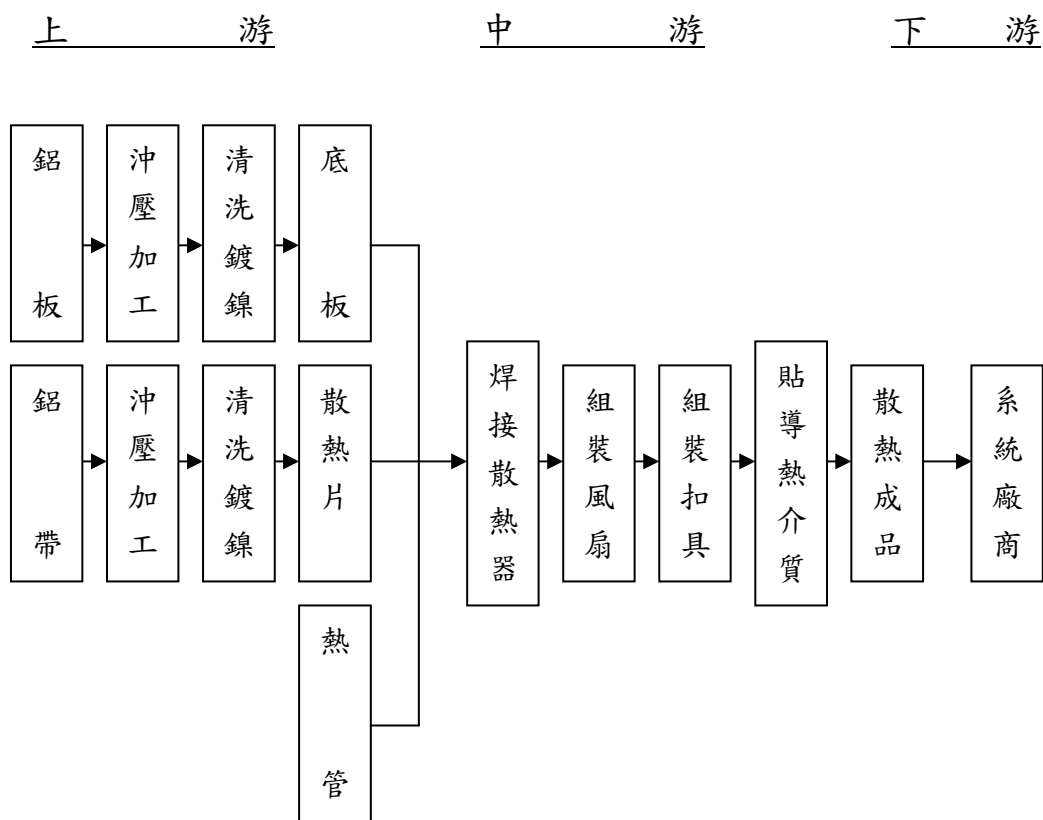 上游
中游
下游
鋁板
沖壓加工
清洗鍍鎳
底板
鋁帶
沖壓加工
清洗鍍鎳
散熱片
熱管
焊接散熱器
組裝風扇
組裝扣具
貼導熱介質
散熱成品
系統廠商